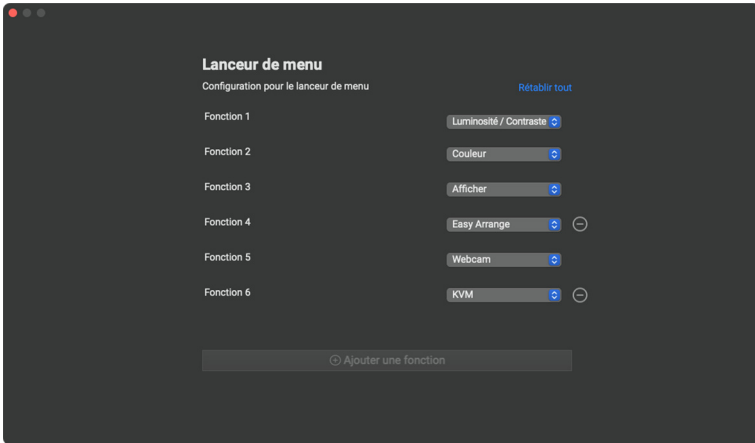 Lanceur de menu
Configuration pour le lanceur de menu
Rétablir tout
Fonction 1
Luminosité / Contraste
Fonction 2
Couleur
Fonction 3
Afficher
Fonction 4
Easy Arrange
Fonction 5
Webcam
Fonction 6
KVM
Ajouter une fonction